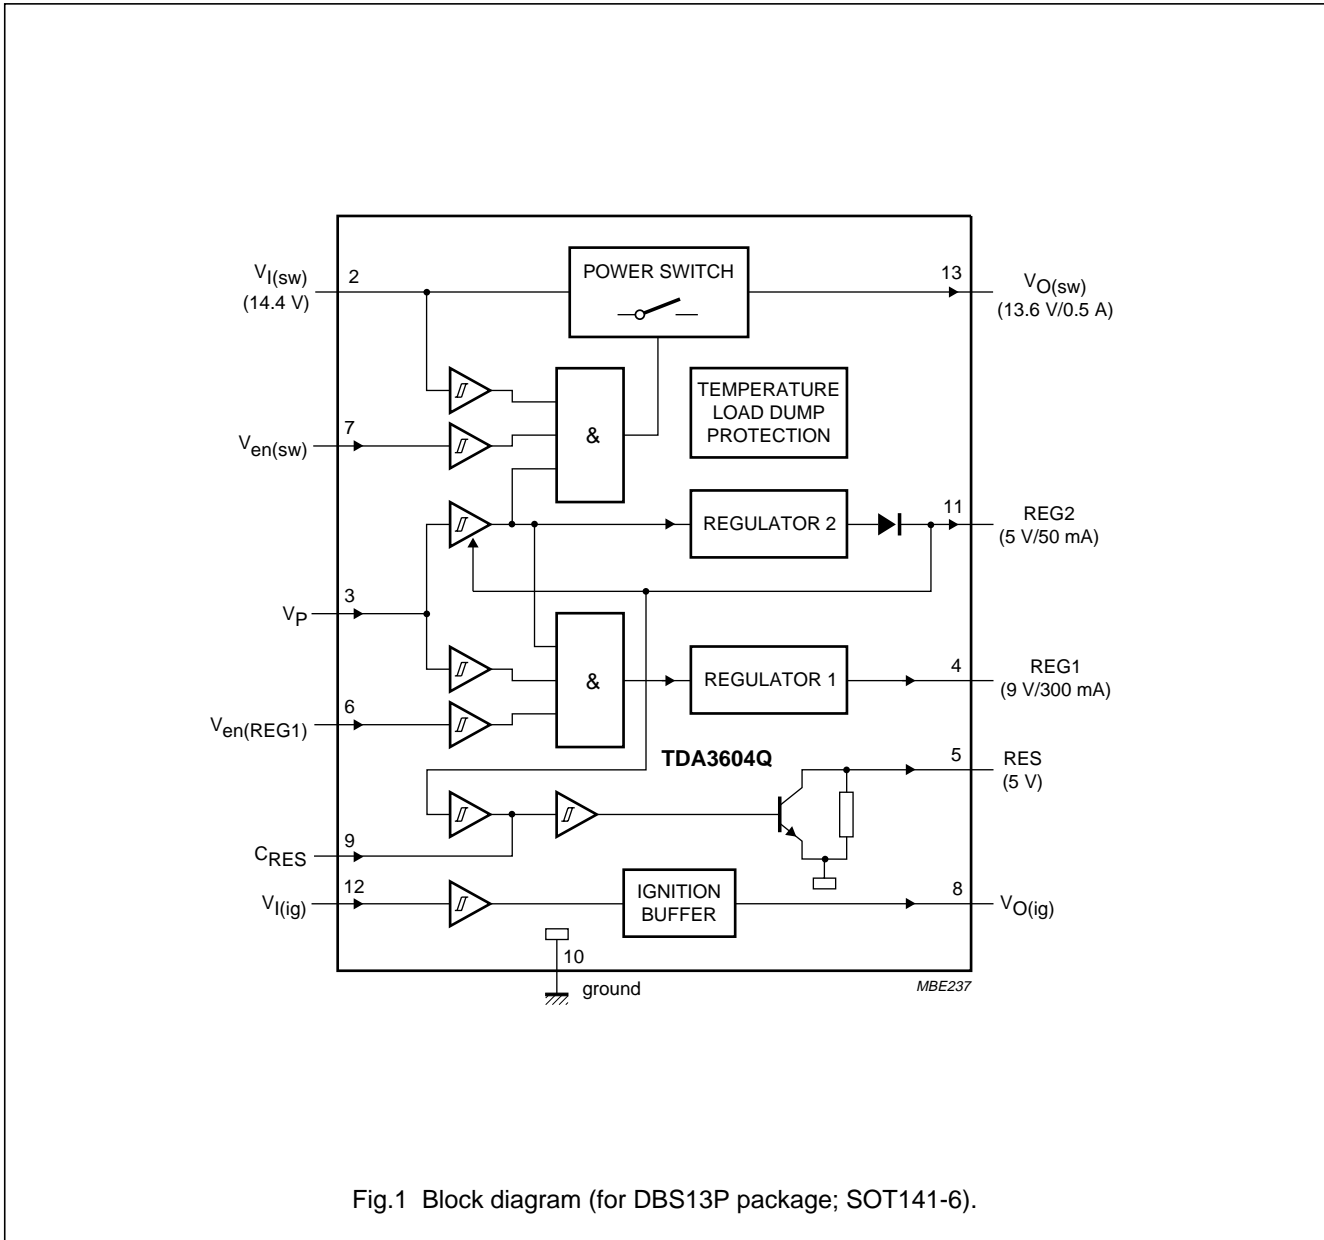 VI(sw)
2
(14.4 V)
POWER SWITCH
13
VO(sw)
(13.6 V/0.5 A)
TEMPERATURE
LOAD DUMP
PROTECTION
7
Ven(sw)
&
REGULATOR 2
11
REG2
(5 V/50 mA)
3
VP
&
REGULATOR 1
4
REG1
(9 V/300 mA)
6
Ven(REG1)
TDA3604Q
5
RES
(5 V)
9
CRES
12
VI(ig)
IGNITION
BUFFER
8
VO(ig)
10
ground
MBE237
Fig.1 Block diagram (for DBS13P package; SOT141-6).